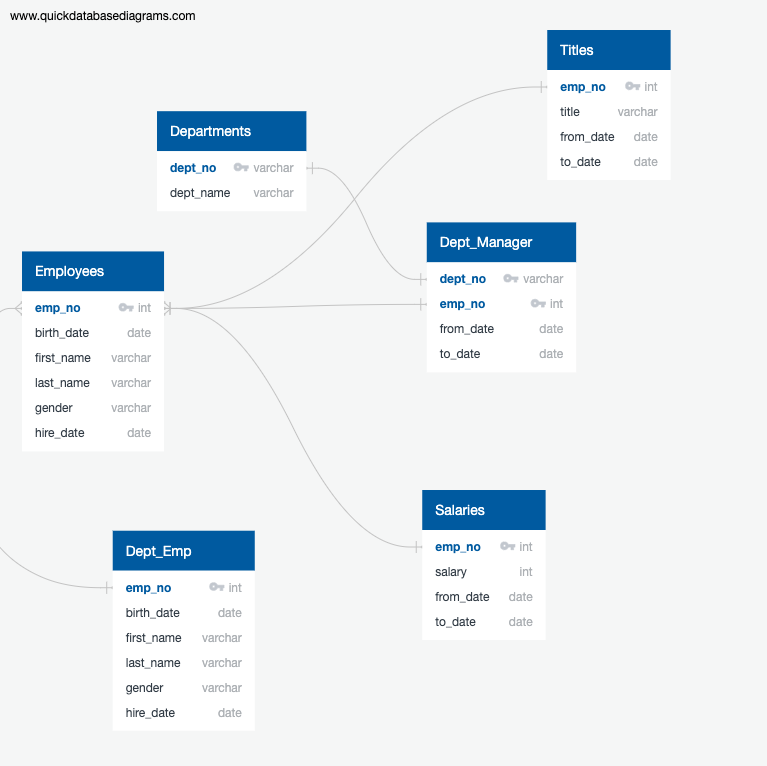 www.quickdatabasediagrams.com
Titles
emp_no int
title varchar
from_date date
to_date date
Departments
dept_no varchar
dept_name varchar
Dept_Manager
dept_no varchar
emp_no int
from_date date
to_date date
Employees
emp_no int
birth_date date
first_name varchar
last_name varchar
gender varchar
hire_date date
Salaries
emp_no int
salary int
from_date date
to_date date
Dept_Emp
emp_no int
birth_date date
first_name varchar
last_name varchar
gender varchar
hire_date date